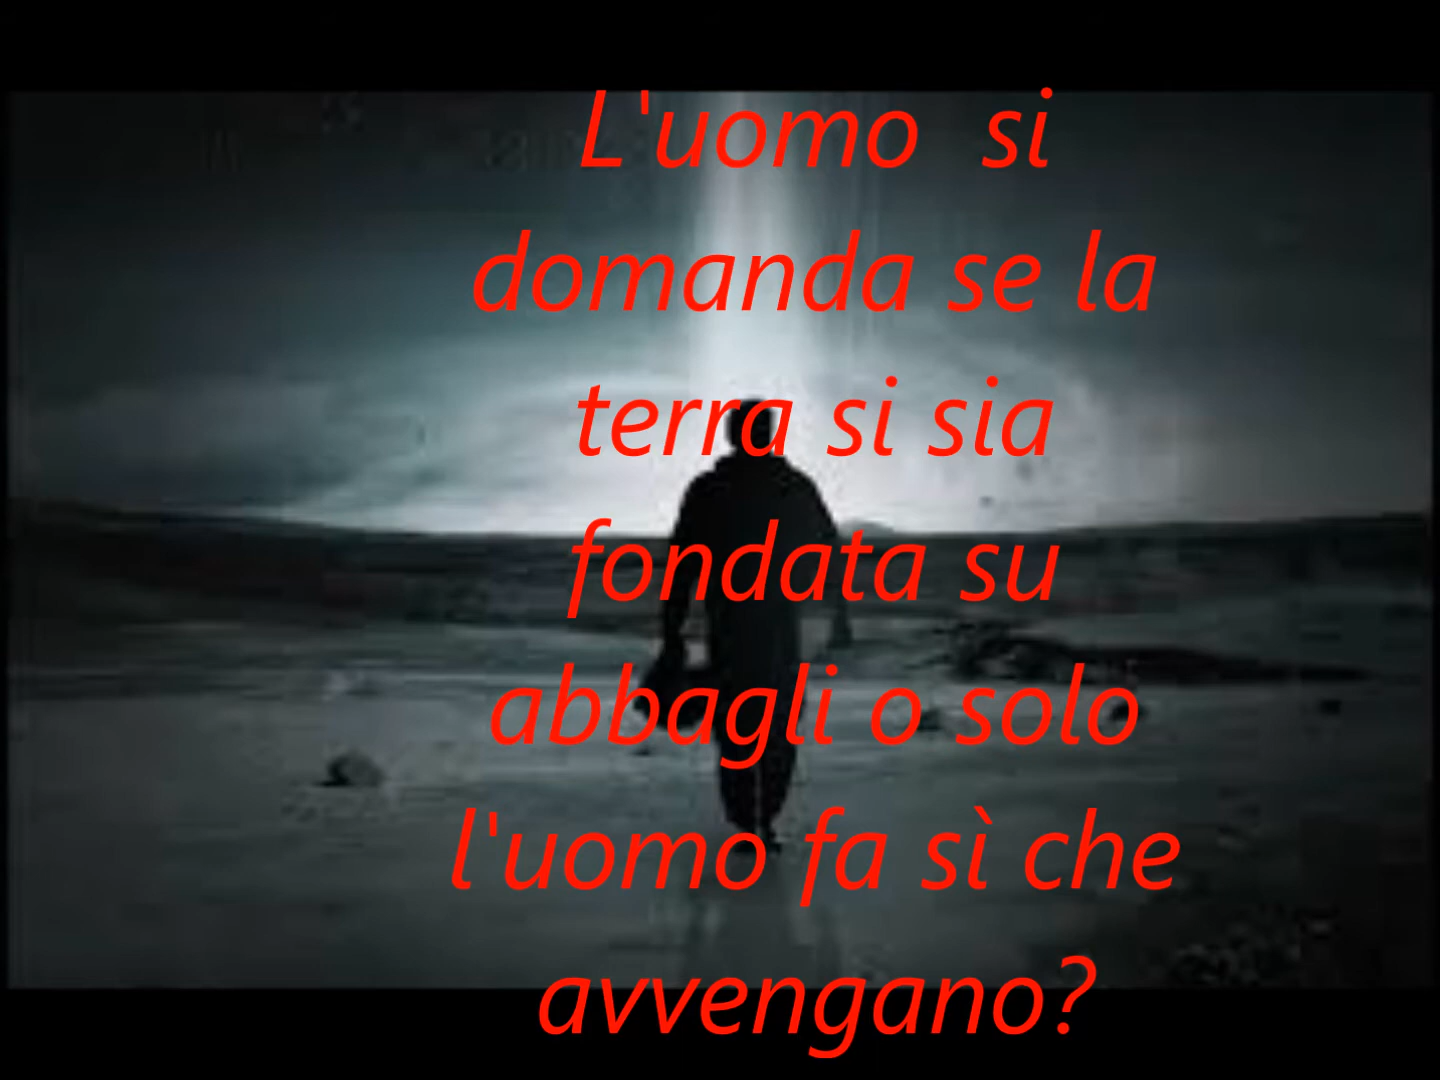 L'uomo si
domanda se la
terra si sia
fondata su
abbagli o solo
l'uomo fa sì che
avvengano?